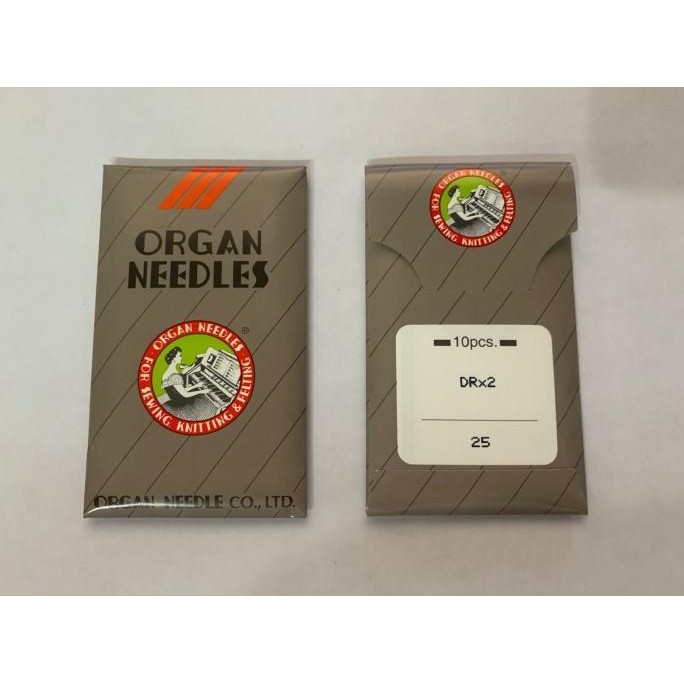 ORGAN
NEEDLES
ORGAN NEEDLES
®
FOR SEWING KNITTING & FELTING
ORGAN NEEDLE CO., LTD.
ORGAN NEEDLES
FOR SEWING KNITTING & FELTING
10pcs.
DRx2
25